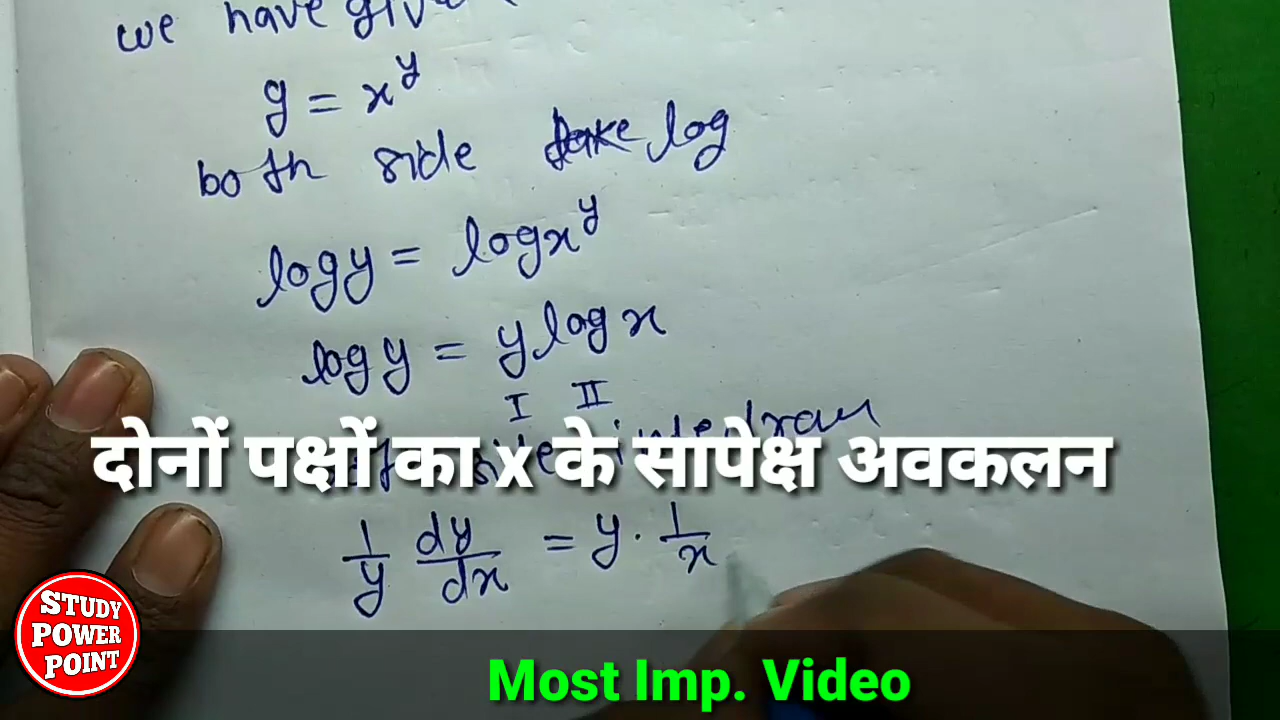 we have
y = x^y
both side take log
log y = log x^y
log y = y log x
I II
दोनों पक्षों का x के सापेक्ष अवकलन
1/y dy/dx = y · 1/x
STUDY
POWER
POINT
Most Imp. Video